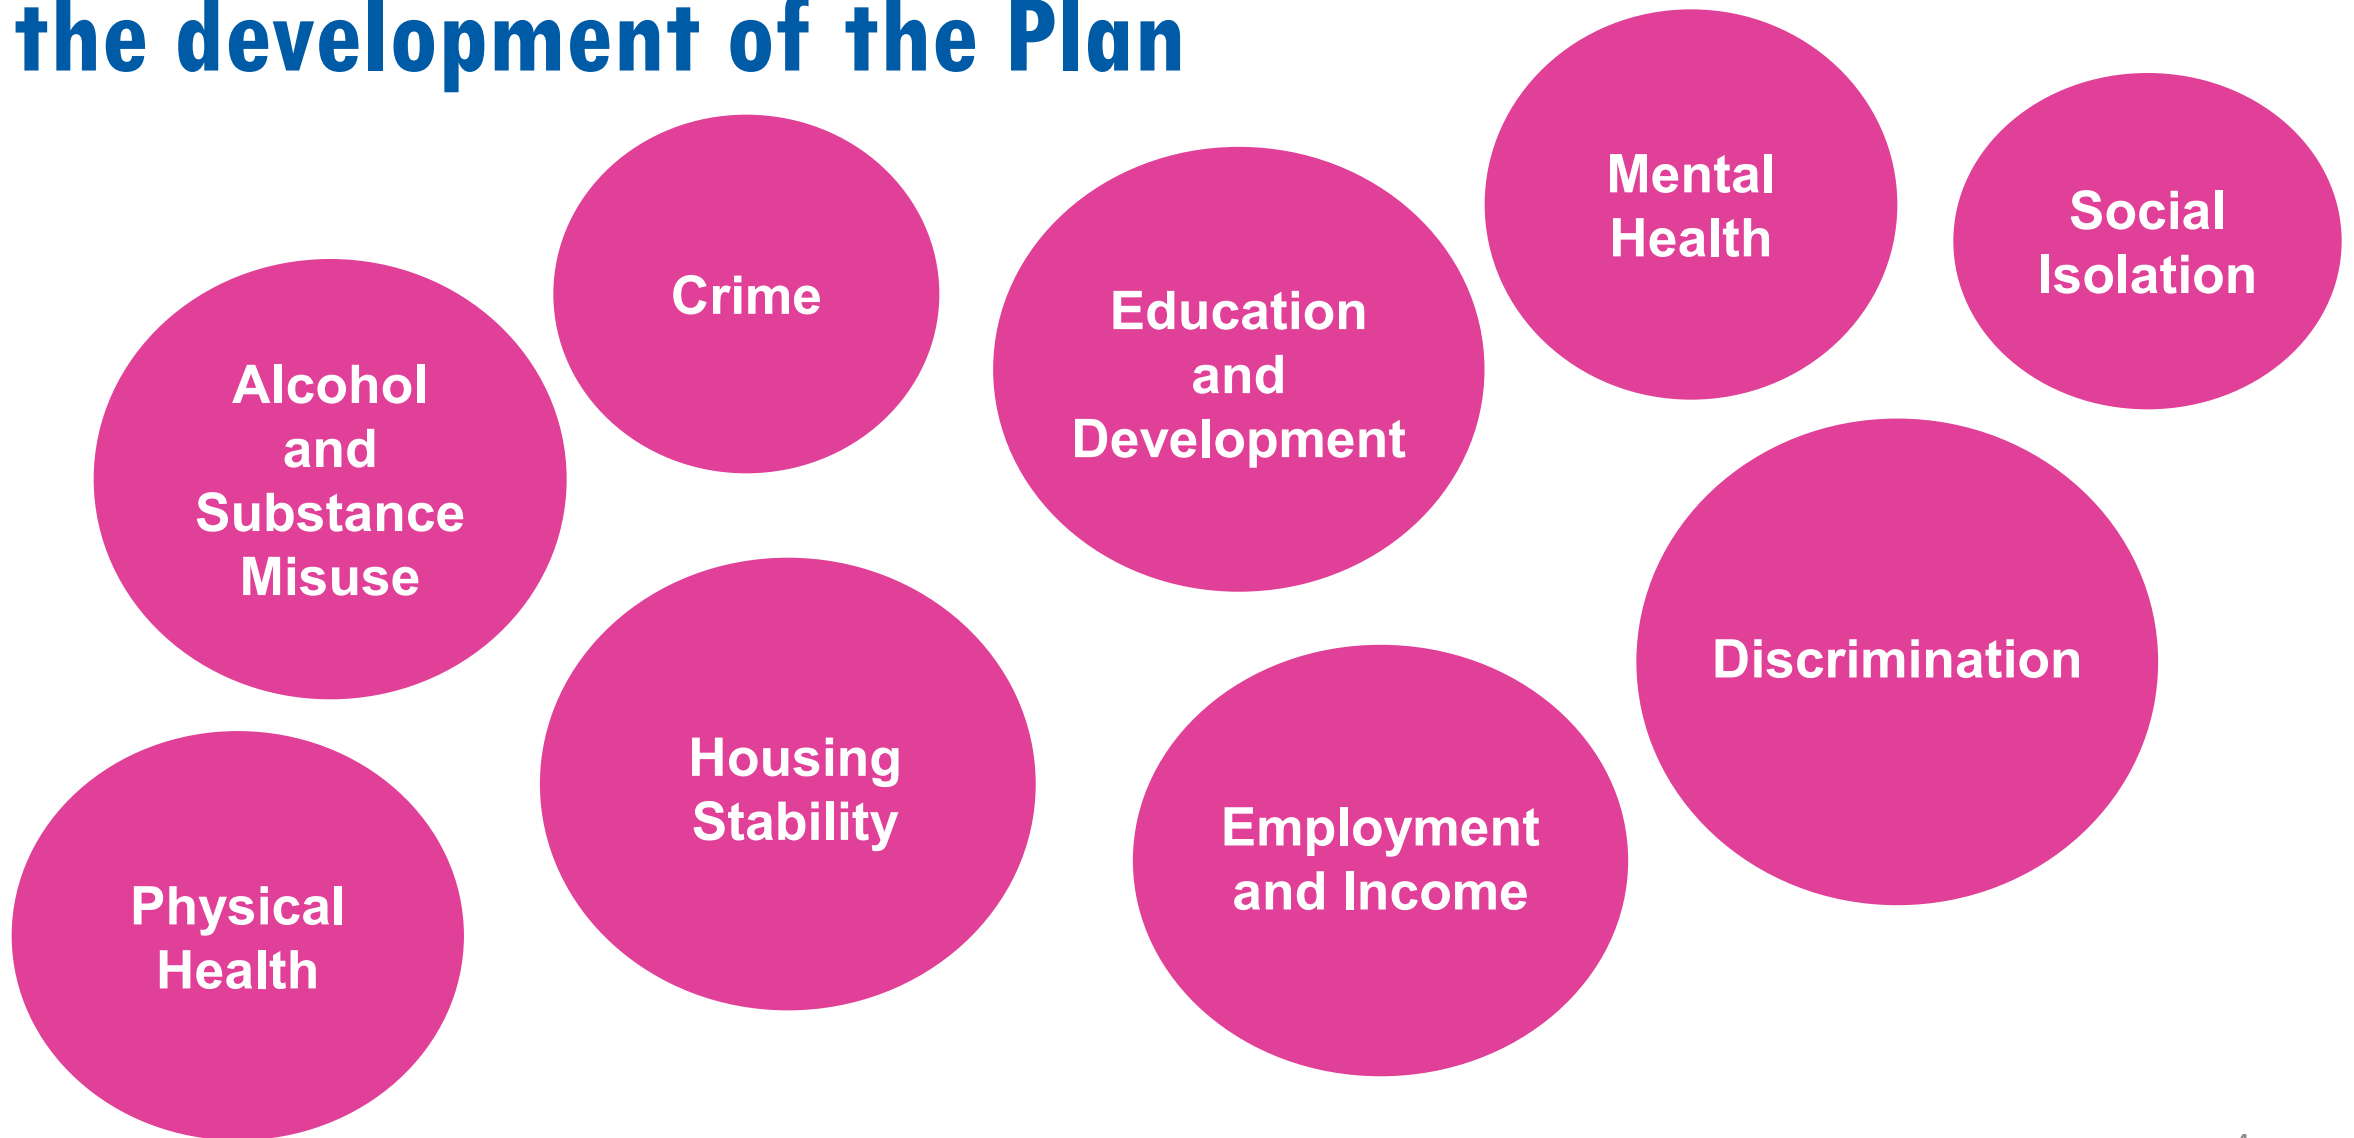 the development of the Plan
Mental
Health
Social
Isolation
Crime
Education
and
Development
Alcohol
and
Substance
Misuse
Discrimination
Housing
Stability
Employment
and Income
Physical
Health